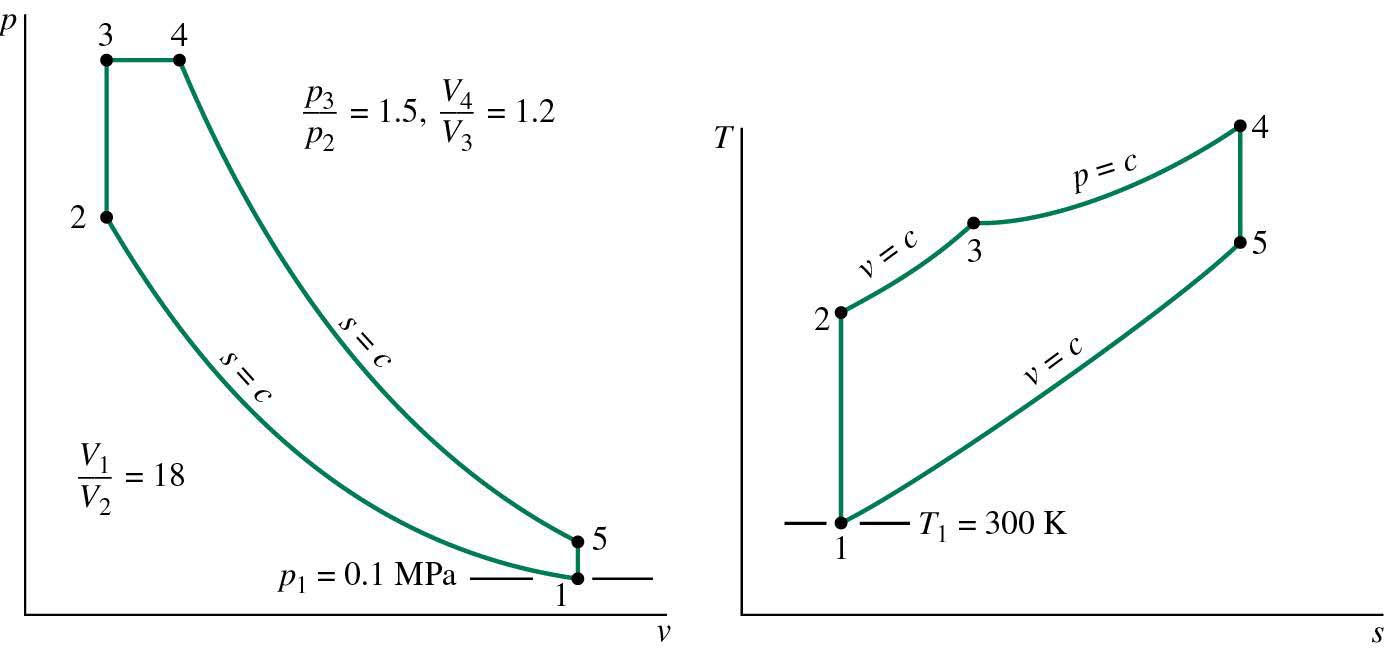 p
3 4
p3/p2 = 1.5, V4/V3 = 1.2
2
s = c
s = c
V1/V2 = 18
5
p1 = 0.1 MPa
1
v
T
4
p = c
v = c
3
5
2
v = c
T1 = 300 K
1
s